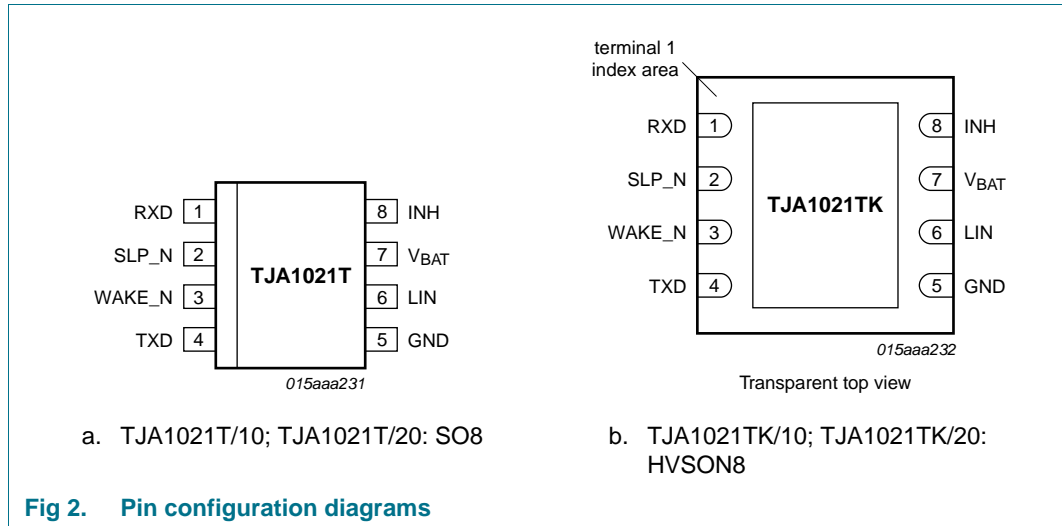 RXD 1
SLP_N 2
WAKE_N 3
TXD 4
TJA1021T
8 INH
7 VBAT
6 LIN
5 GND
015aaa231
a. TJA1021T/10; TJA1021T/20: SO8
terminal 1
index area
RXD 1
SLP_N 2
WAKE_N 3
TXD 4
TJA1021TK
8 INH
7 VBAT
6 LIN
5 GND
015aaa232
Transparent top view
b. TJA1021TK/10; TJA1021TK/20:
HVSON8
Fig 2. Pin configuration diagrams